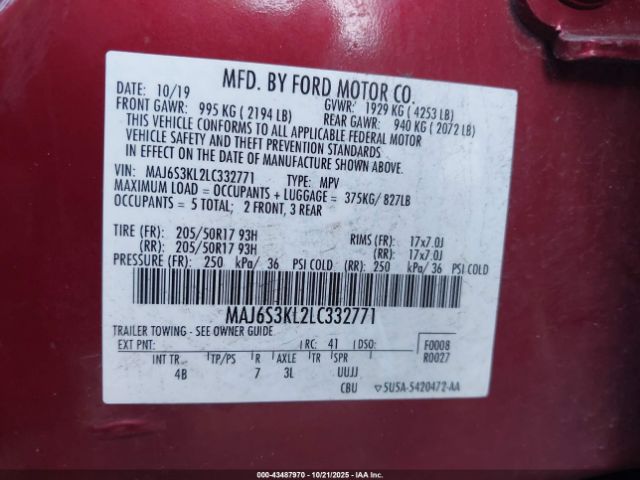 MFD. BY FORD MOTOR CO.
DATE: 10/19
FRONT GAWR: 995 KG ( 2194 LB)
GVWR: 1929 KG ( 4253 LB)
REAR GAWR: 940 KG ( 2072 LB)
THIS VEHICLE CONFORMS TO ALL APPLICABLE FEDERAL MOTOR
VEHICLE SAFETY AND THEFT PREVENTION STANDARDS
IN EFFECT ON THE DATE OF MANUFACTURE SHOWN ABOVE.
VIN: MAJ6S3KL2LC332771 TYPE: MPV
MAXIMUM LOAD = OCCUPANTS + LUGGAGE = 375KG/ 827LB
OCCUPANTS = 5 TOTAL; 2 FRONT, 3 REAR
TIRE (FR): 205/50R17 93H RIMS (FR): 17x7.0J
(RR): 205/50R17 93H (RR): 17x7.0J
PRESSURE (FR): 250 kPa/ 36 PSI COLD (RR): 250 kPa/ 36 PSI COLD
MAJ6S3KL2LC332771
TRAILER TOWING - SEE OWNER GUIDE.
EXT PNT: RC: 41 DSO: F0008
R0027
INT TR TP/PS R AXLE TR SPR
4B 7 3L UUJJ
CBU ▽5U5A-5420472-AA
000-43487970 - 10/21/2025 - COPYRIGHT IAA